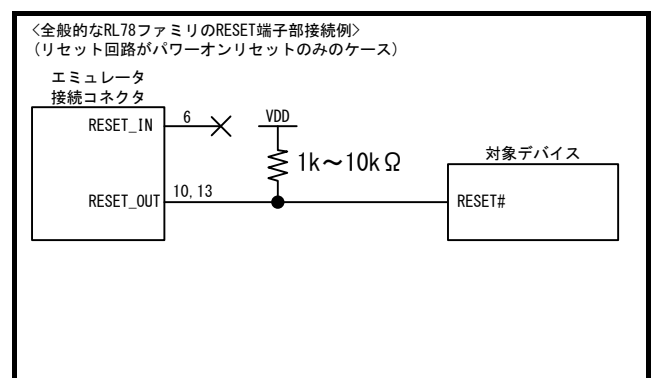 <全般的なRL78ファミリのRESET端子部接続例>
(リセット回路がパワーオンリセットのみのケース)
エミュレータ
接続コネクタ
RESET_IN
6
VDD
1k～10kΩ
対象デバイス
RESET_OUT
10,13
RESET#